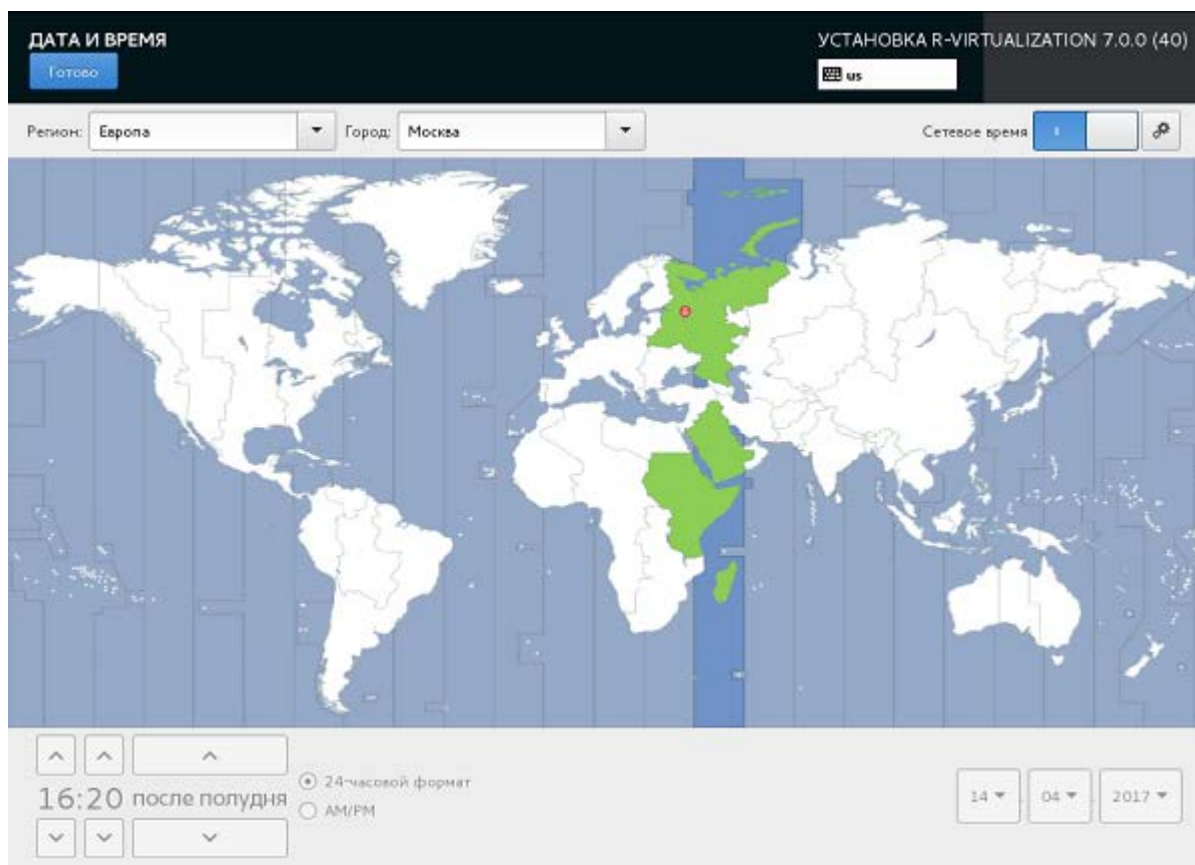 ДАТА И ВРЕМЯ
УСТАНОВКА R-VIRTUALIZATION 7.0.0 (40)
Готово
us
Регион: Европа Город: Москва Сетевое время
16:20 после полудня
24-часовой формат
AM/PM
14 . 04 . 2017